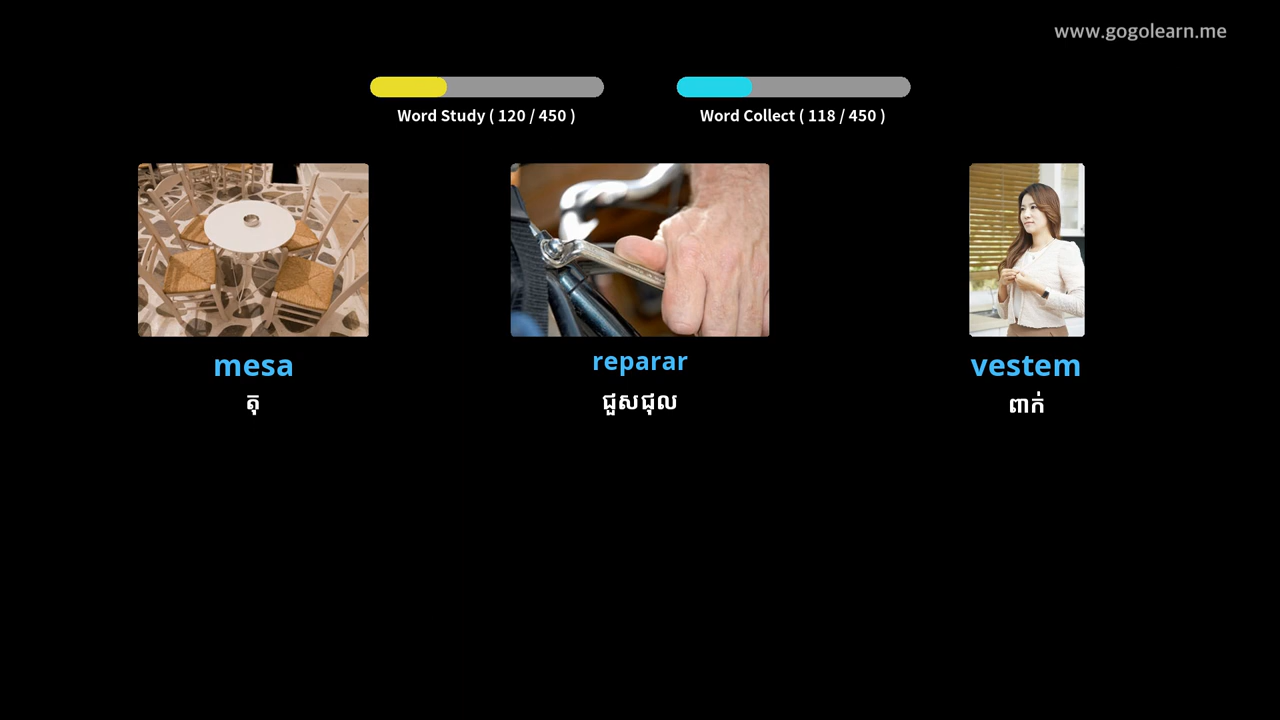 www.gogolearn.me
Word Study ( 120 / 450 )
Word Collect ( 118 / 450 )
mesa
តុ
reparar
ជួសជុល
vestem
ពាក់